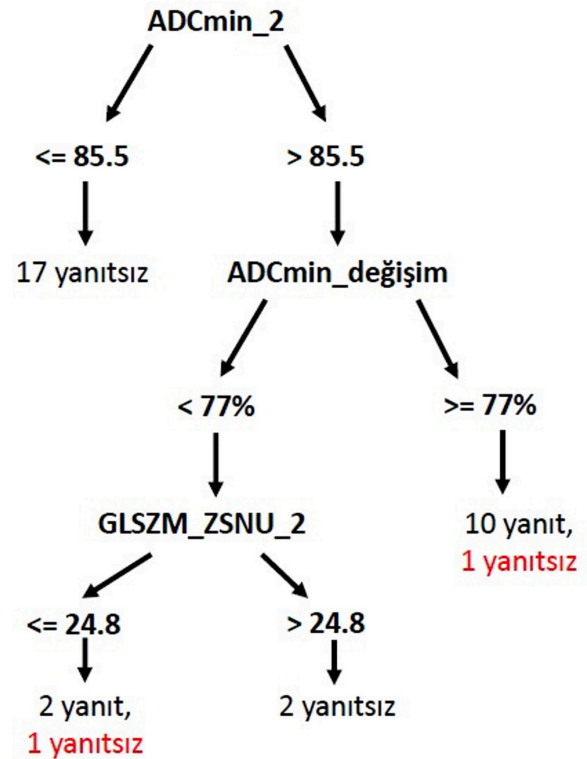 ADCmin_2
<= 85.5
> 85.5
17 yanıtsız
ADCmin_değişim
< 77%
>= 77%
GLSZM_ZSNU_2
10 yanıt,
1 yanıtsız
<= 24.8
> 24.8
2 yanıt,
1 yanıtsız
2 yanıtsız